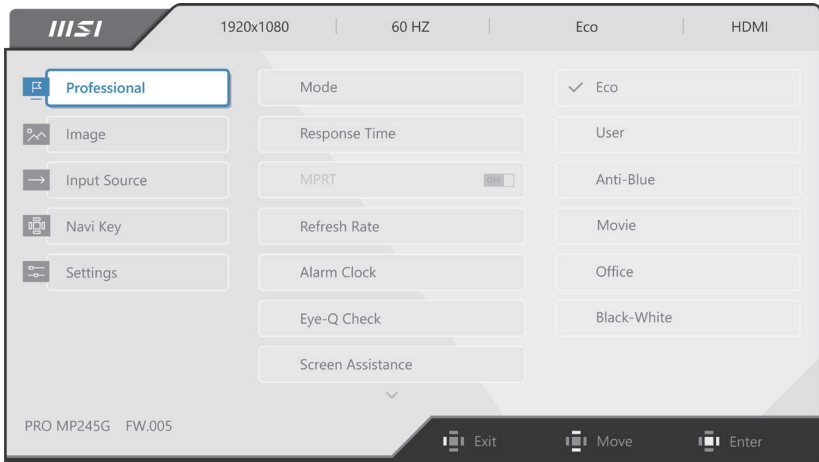 msi
1920x1080 60 HZ Eco HDMI
Professional
Image
Input Source
Navi Key
Settings
Mode
Response Time
MPRT OFF
Refresh Rate
Alarm Clock
Eye-Q Check
Screen Assistance
Eco
User
Anti-Blue
Movie
Office
Black-White
PRO MP245G FW.005
Exit Move Enter